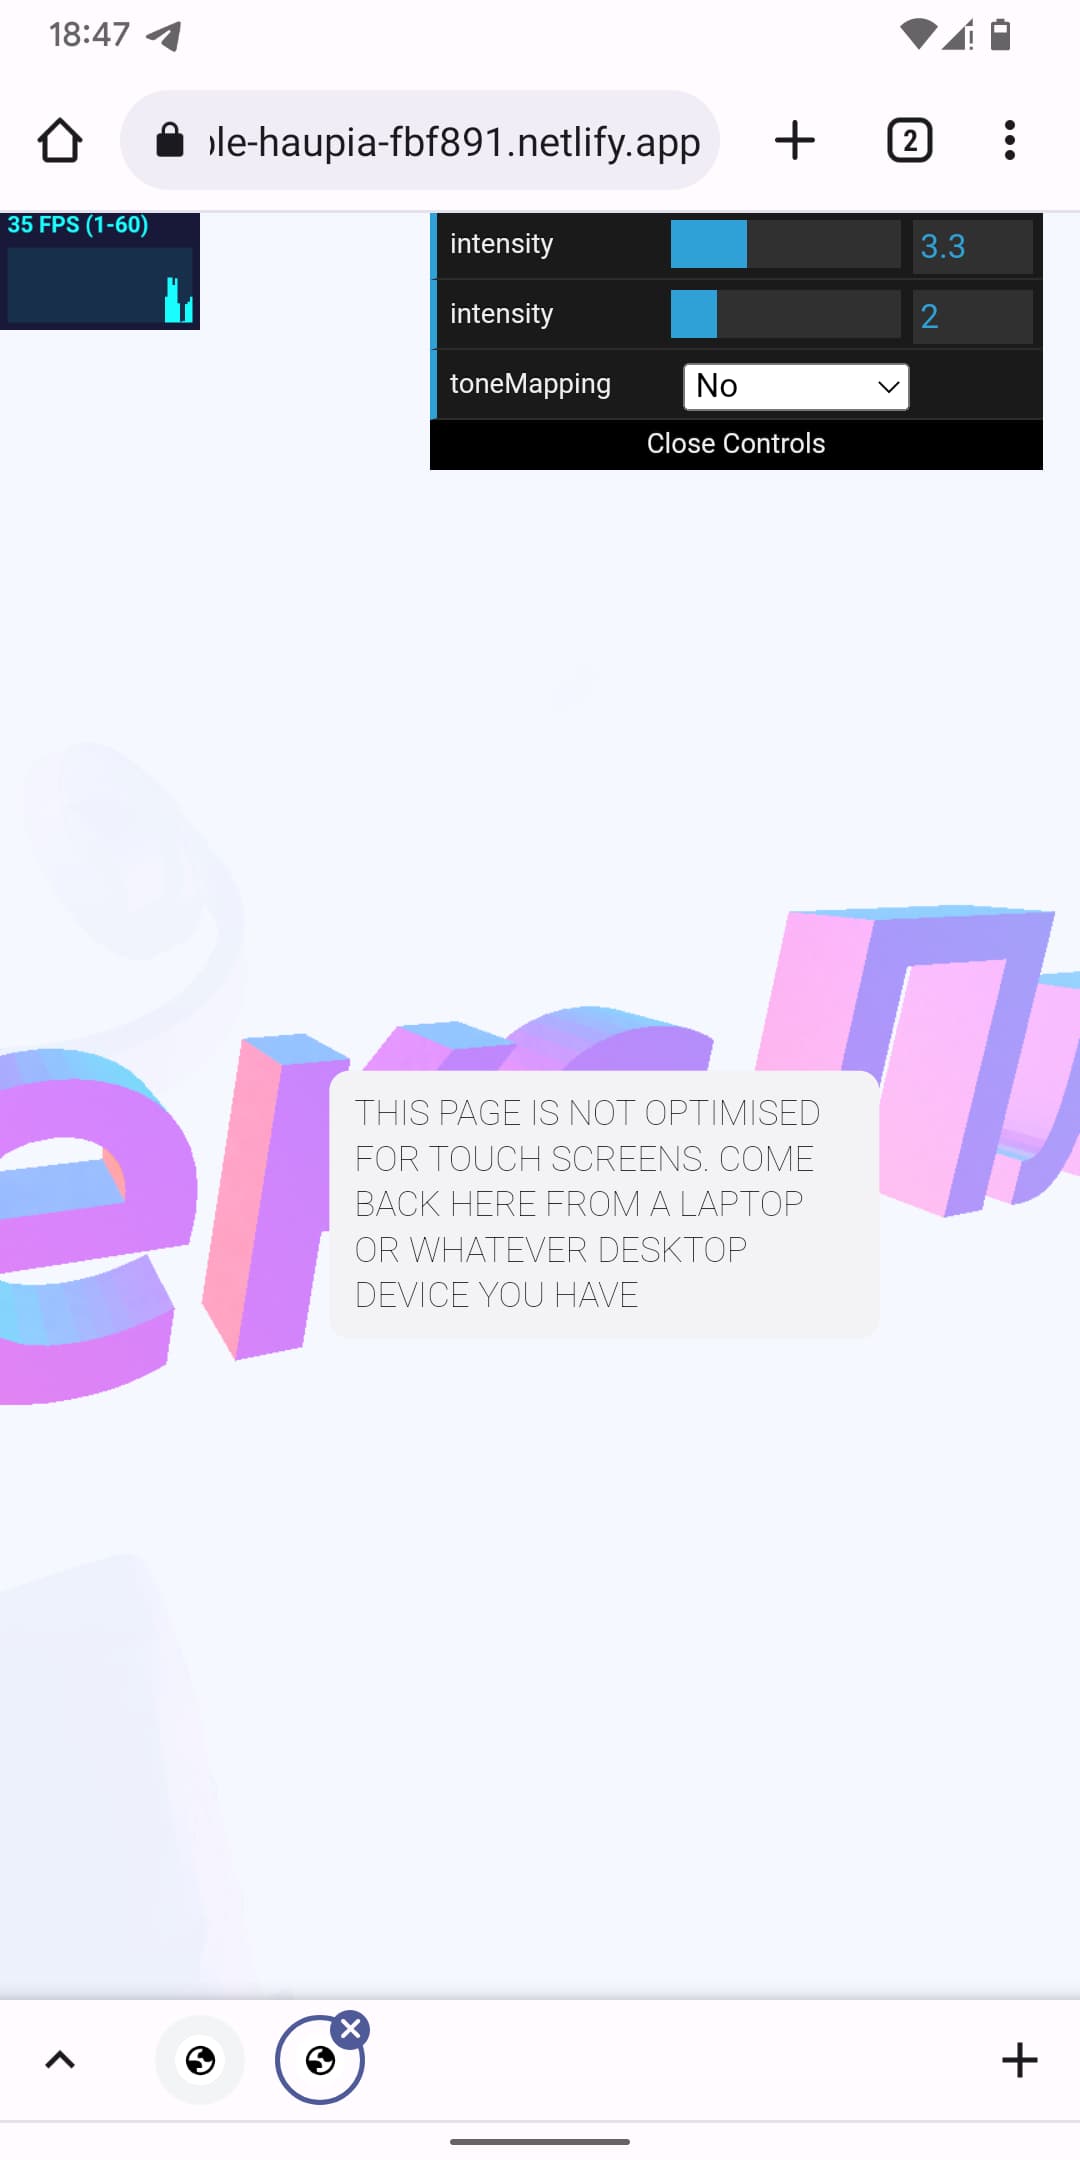 18:47
le-haupia-fbf891.netlify.app
2
35 FPS (1-60)
intensity 3.3
intensity 2
toneMapping No
Close Controls
THIS PAGE IS NOT OPTIMISED
FOR TOUCH SCREENS. COME
BACK HERE FROM A LAPTOP
OR WHATEVER DESKTOP
DEVICE YOU HAVE